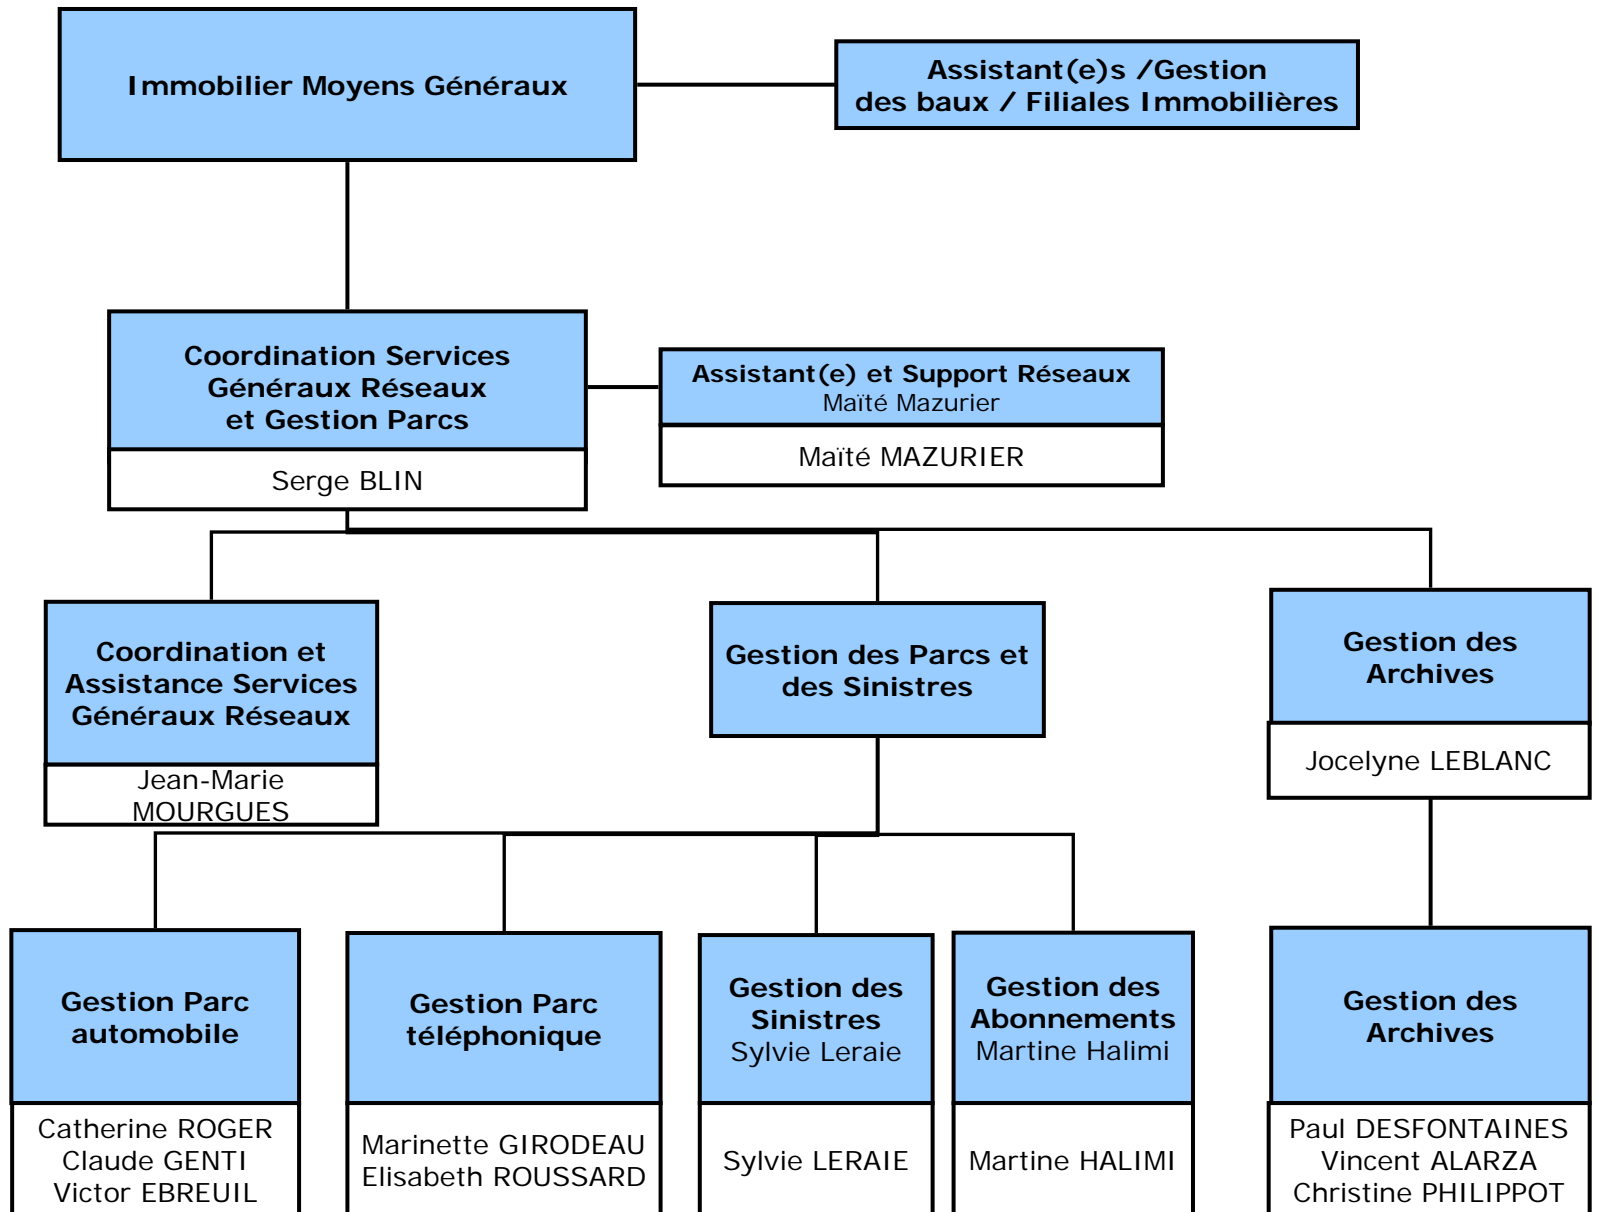 Immobilier Moyens Généraux
Assistant(e)s /Gestion
des baux / Filiales Immobilières
Coordination Services
Généraux Réseaux
et Gestion Parcs
Serge BLIN
Assistant(e) et Support Réseaux
Maïté Mazurier
Maïté MAZURIER
Coordination et
Assistance Services
Généraux Réseaux
Jean-Marie
MOURGUES
Gestion des Parcs et
des Sinistres
Gestion des
Archives
Jocelyne LEBLANC
Gestion Parc
automobile
Catherine ROGER
Claude GENTI
Victor EBREUIL
Gestion Parc
téléphonique
Marinette GIRODEAU
Elisabeth ROUSSARD
Gestion des
Sinistres
Sylvie Leraie
Sylvie LERAIE
Gestion des
Abonnements
Martine Halimi
Martine HALIMI
Gestion des
Archives
Paul DESFONTAINES
Vincent ALARZA
Christine PHILIPPOT